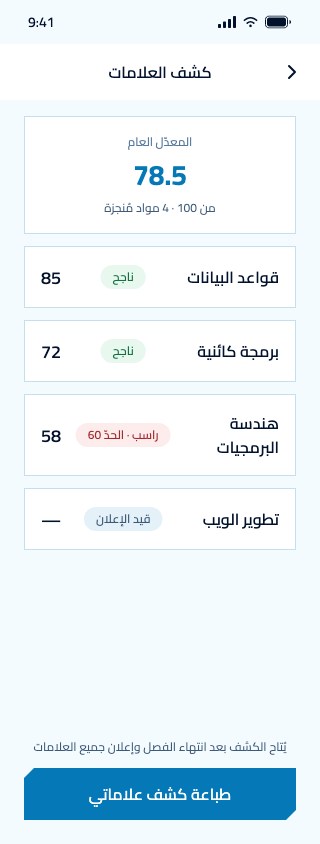 9:41
كشف العلامات
المعدّل العام
78.5
من 100 · 4 مواد مُنجزة
قواعد البيانات ناجح 85
برمجة كائنية ناجح 72
هندسة
البرمجيات راسب · الحدّ 60 58
تطوير الويب قيد الإعلان —
يُتاح الكشف بعد انتهاء الفصل وإعلان جميع العلامات
طباعة كشف علاماتي